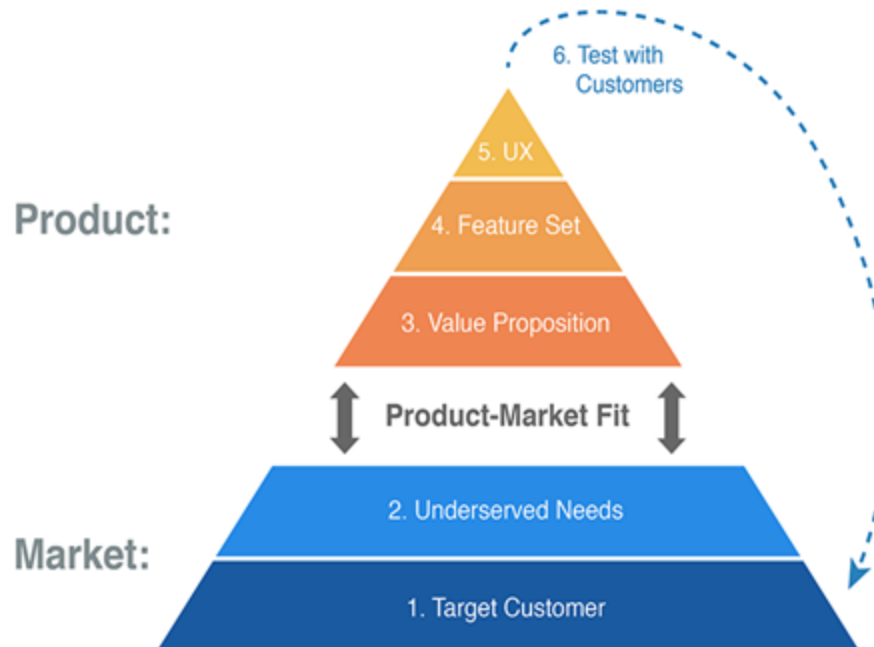 6. Test with
Customers
5. UX
Product:
4. Feature Set
3. Value Proposition
Product-Market Fit
2. Underserved Needs
Market:
1. Target Customer